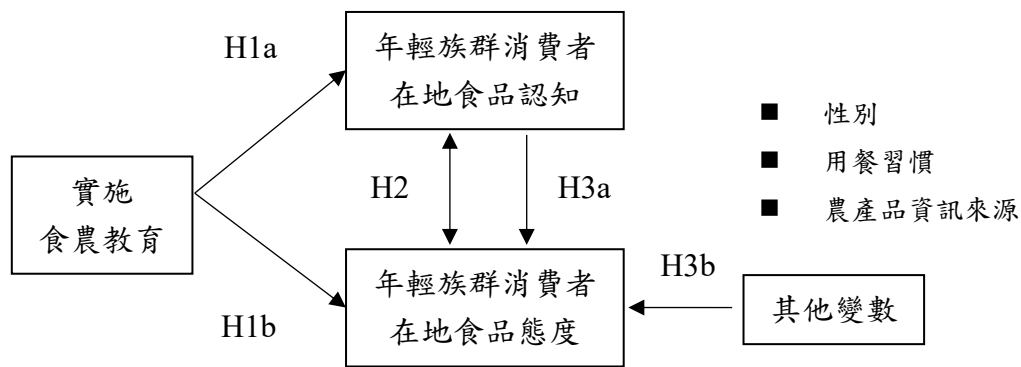 H1a
年輕族群消費者
在地食品認知
■ 性別
■ 用餐習慣
■ 農產品資訊來源
實施
食農教育
H2
H3a
H1b
年輕族群消費者
在地食品態度
H3b
其他變數